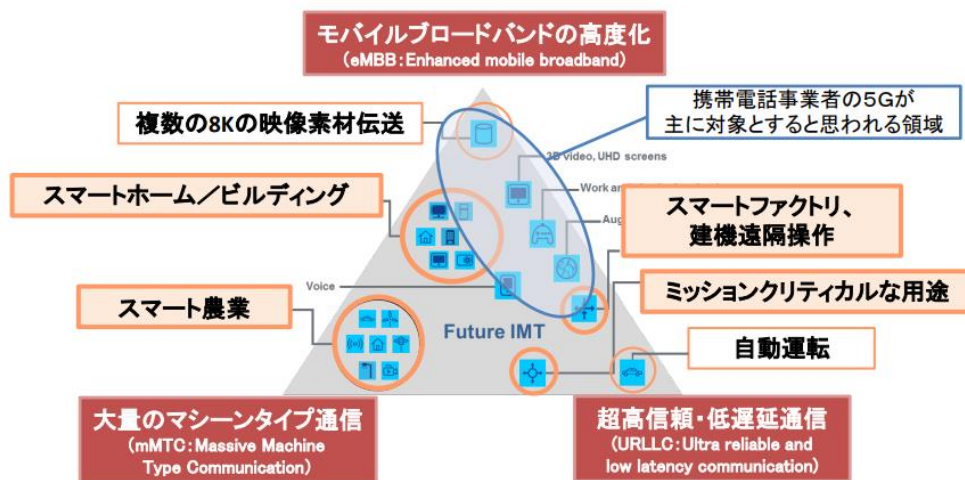 モバイルブロードバンドの高度化
(eMBB：Enhanced mobile broadband)
複数の8Kの映像素材伝送
携帯電話事業者の5Gが
主に対象とすると思われる領域
3D video, UHD screens
スマートホーム／ビルディング
Work an
スマートファクトリ、
建機遠隔操作
Aug
Voice
ミッションクリティカルな用途
スマート農業
Future IMT
自動運転
大量のマシーンタイプ通信
(mMTC：Massive Machine
Type Communication)
超高信頼・低遅延通信
(URLLC：Ultra reliable and
low latency communication)